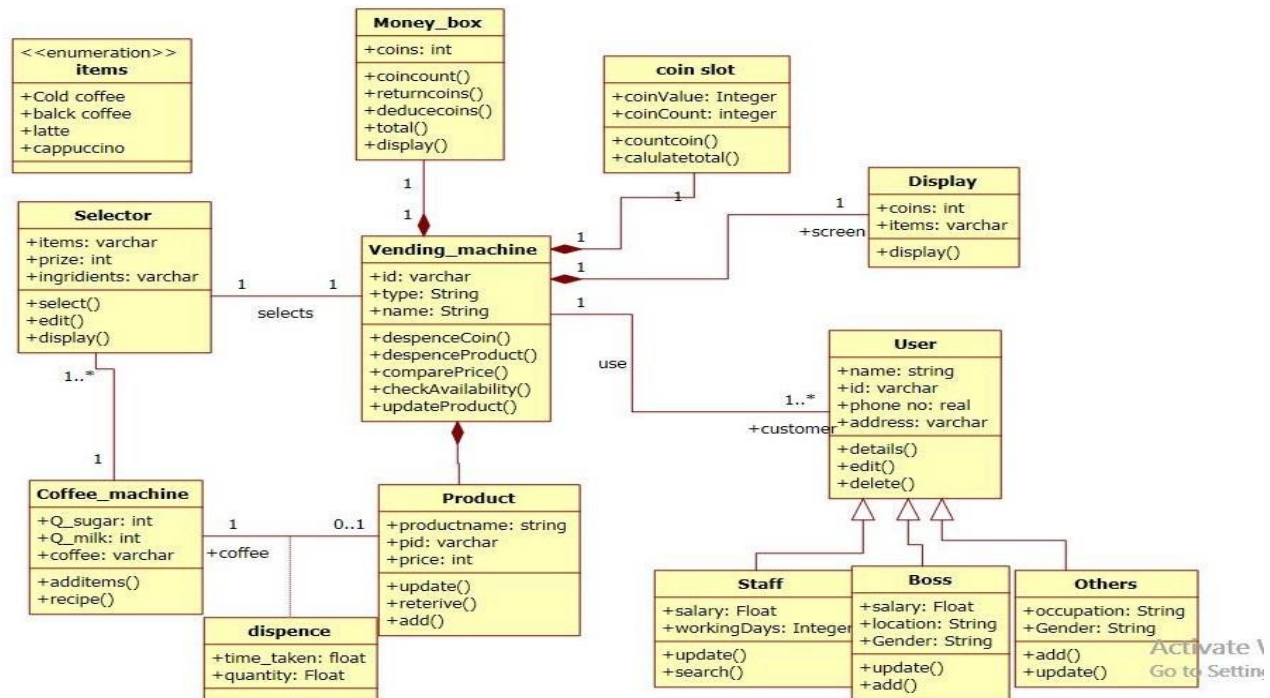 <<enumeration>>
items
+Cold coffee
+balck coffee
+latte
+cappuccino
Money_box
+coins: int
+coincount()
+returncoins()
+deducecoins()
+total()
+display()
coin slot
+coinValue: Integer
+coinCount: integer
+countcoin()
+calulatetotal()
Display
+coins: int
+items: varchar
+display()
1
1
1
1
1
+screen
1
Selector
+items: varchar
+prize: int
+ingridients: varchar
+select()
+edit()
+display()
1
1
selects
Vending_machine
+id: varchar
+type: String
+name: String
+despenceCoin()
+despenceProduct()
+comparePrice()
+checkAvailability()
+updateProduct()
1
use
1..*
+customer
User
+name: string
+id: varchar
+phone no: real
+address: varchar
+details()
+edit()
+delete()
1..*
1
Coffee_machine
+Q_sugar: int
+Q_milk: int
+coffee: varchar
+additems()
+recipe()
1
+coffee
0..1
Product
+productname: string
+pid: varchar
+price: int
+update()
+reterive()
+add()
dispence
+time_taken: float
+quantity: Float
Staff
+salary: Float
+workingDays: Integer
+update()
+search()
Boss
+salary: Float
+location: String
+Gender: String
+update()
+add()
Others
+occupation: String
+Gender: String
+add()
+update()
Activate W
Go to Setting